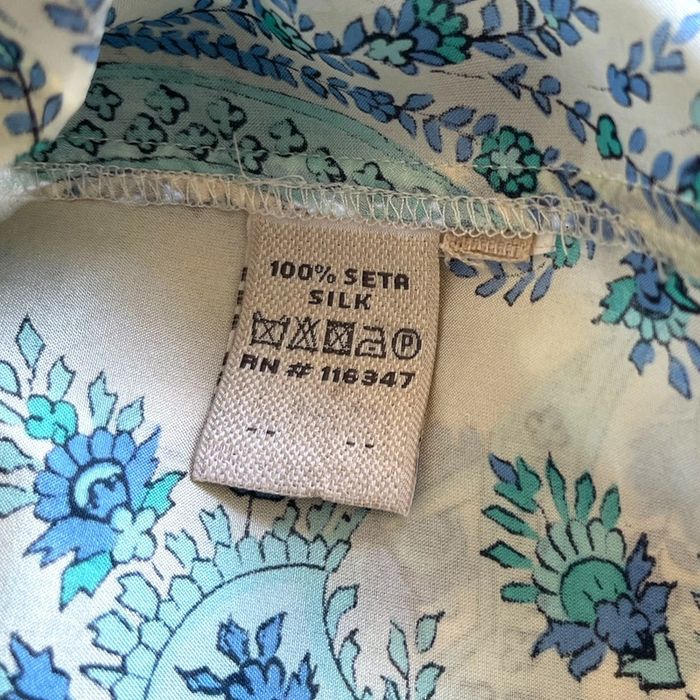 100% SETA
SILK
P
RN # 116347
-- --